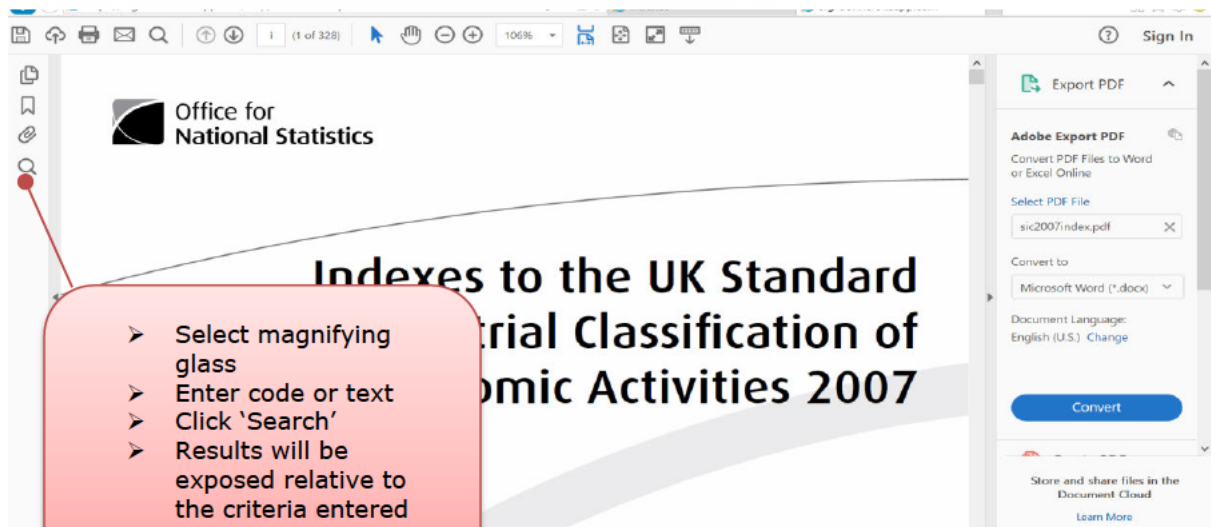 i (1 of 328) 106% Sign In
Office for
National Statistics
Indexes to the UK Standard
trial Classification of
omic Activities 2007
➢ Select magnifying
glass
➢ Enter code or text
➢ Click ‘Search’
➢ Results will be
exposed relative to
the criteria entered
Export PDF
Adobe Export PDF
Convert PDF Files to Word
or Excel Online
Select PDF File
sic2007index.pdf
Convert to
Microsoft Word (*.docx)
Document Language:
English (U.S.) Change
Convert
Store and share files in the
Document Cloud
Learn More